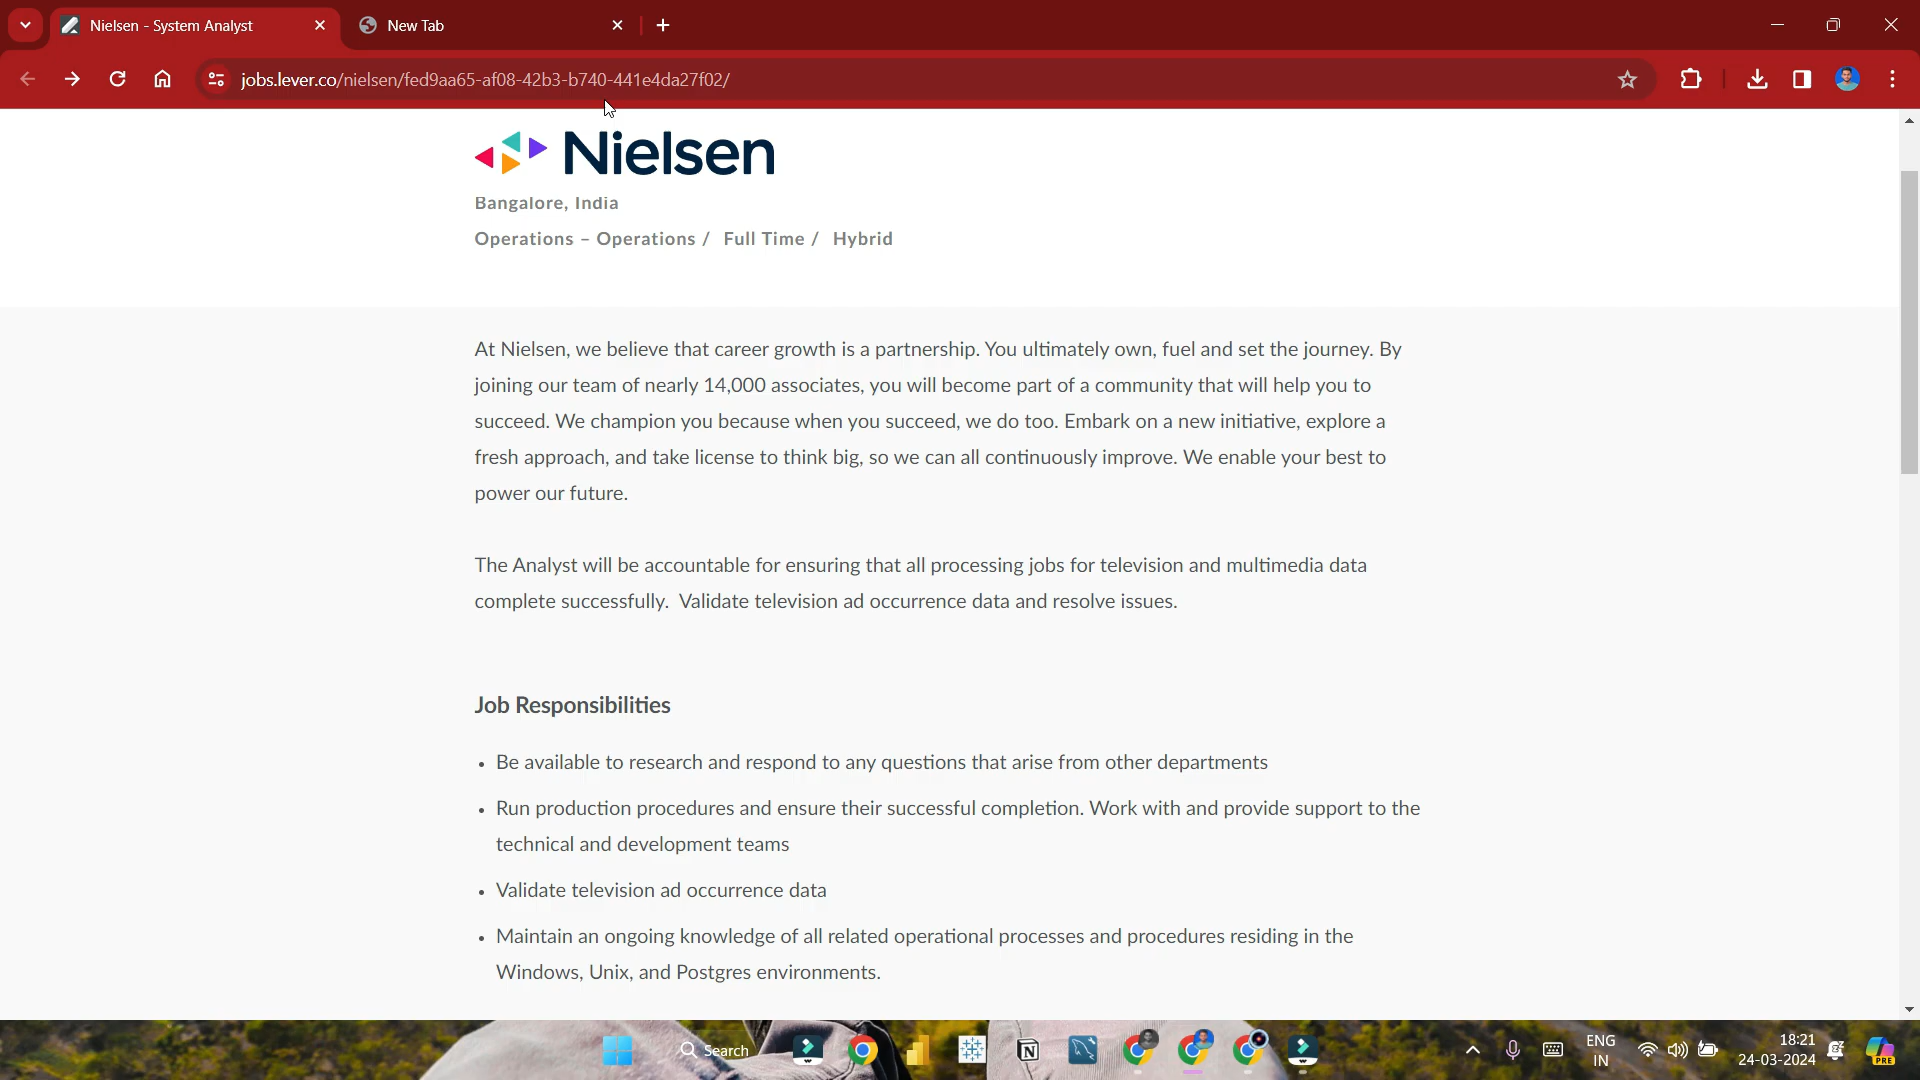 Nielsen - System Analyst
New Tab
jobs.lever.co/nielsen/fed9aa65-af08-42b3-b740-441e4da27f02/
Nielsen
Bangalore, India
Operations – Operations / Full Time / Hybrid
At Nielsen, we believe that career growth is a partnership. You ultimately own, fuel and set the journey. By
joining our team of nearly 14,000 associates, you will become part of a community that will help you to
succeed. We champion you because when you succeed, we do too. Embark on a new initiative, explore a
fresh approach, and take license to think big, so we can all continuously improve. We enable your best to
power our future.
The Analyst will be accountable for ensuring that all processing jobs for television and multimedia data
complete successfully. Validate television ad occurrence data and resolve issues.
Job Responsibilities
• Be available to research and respond to any questions that arise from other departments
• Run production procedures and ensure their successful completion. Work with and provide support to the
technical and development teams
• Validate television ad occurrence data
• Maintain an ongoing knowledge of all related operational processes and procedures residing in the
Windows, Unix, and Postgres environments.
Search
ENG
IN
18:21
24-03-2024
PRE